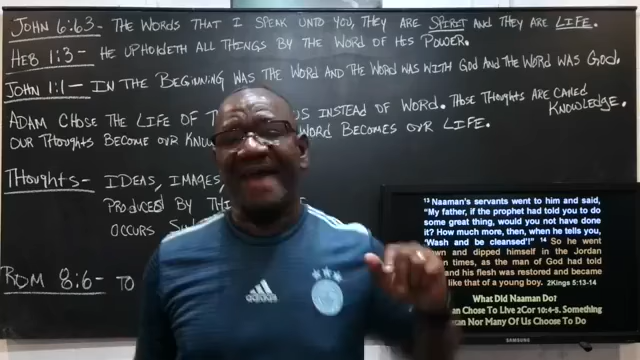 JOHN 6:63 - THE WORDS THAT I SPEAK UNTO YOU, THEY ARE SPIRIT AND THEY ARE LIFE.
HEB 1:3 - HE UPHOLDETH ALL THINGS BY THE WORD OF HIS POWER.
JOHN 1:1 - IN THE BEGINNING WAS THE WORD AND THE WORD WAS WITH GOD AND THE WORD WAS GOD.
ADAM CHOSE THE LIFE OF US INSTEAD OF WORD. THOSE THOUGHTS ARE CALLED KNOWLEDGE.
OUR THOUGHTS BECOME OUR WORD BECOMES OUR LIFE.
THOUGHTS - IDEAS, IMAGES,
PRODUCED BY
OCCURS
ROM 8:6 - TO
adidas
13 Naaman's servants went to him and said,
"My father, if the prophet had told you to do
some great thing, would you not have done
it? How much more, then, when he tells you,
'Wash and be cleansed'!" 14 So he went
down and dipped himself in the Jordan
times, as the man of God had told
and his flesh was restored and became
like that of a young boy. 2Kings 5:13-14
What Did Naaman Do?
an Chose To Live 2Cor 10:4-5. Something
an Nor Many of Us Choose To Do
SAMSUNG